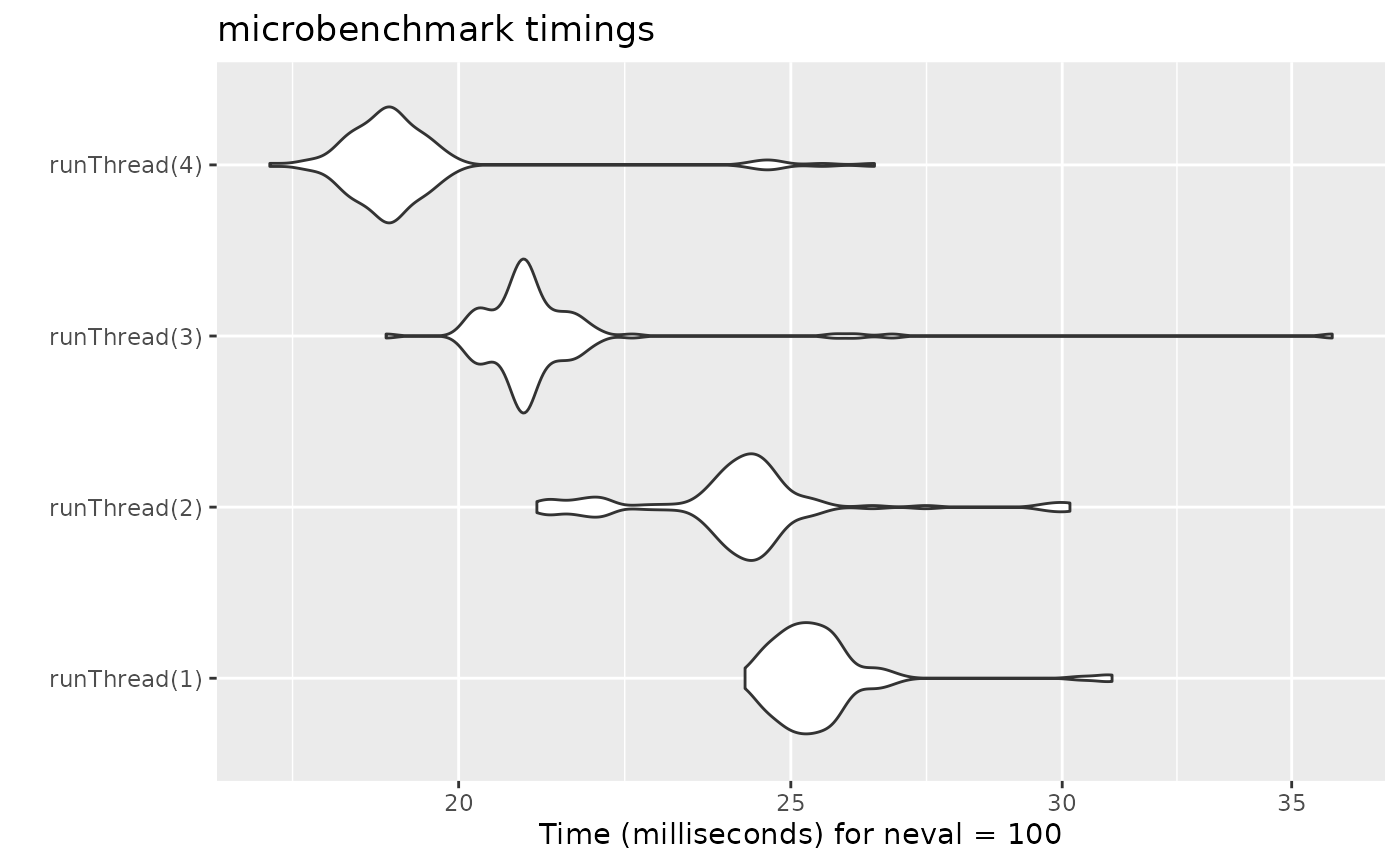 microbenchmark timings
runThread(4)
runThread(3)
runThread(2)
runThread(1)
20 25 30 35
Time (milliseconds) for neval = 100